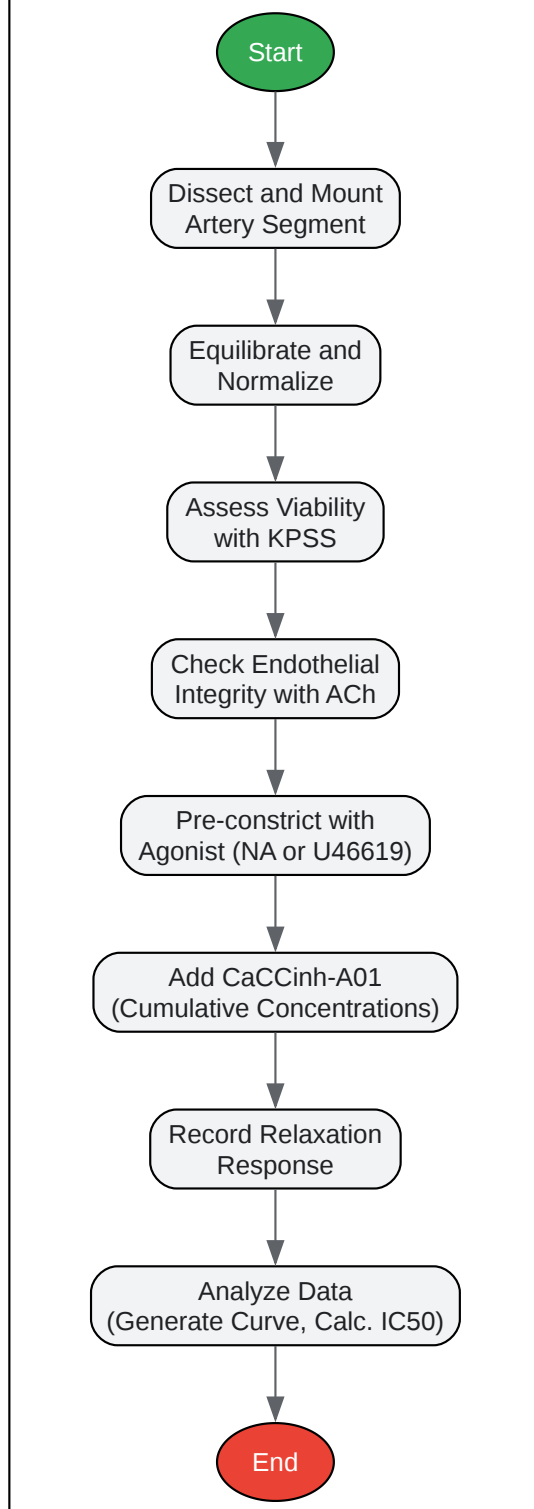 Start
Dissect and Mount
Artery Segment
Equilibrate and
Normalize
Assess Viability
with KPSS
Check Endothelial
Integrity with ACh
Pre-constrict with
Agonist (NA or U46619)
Add CaCCinh-A01
(Cumulative Concentrations)
Record Relaxation
Response
Analyze Data
(Generate Curve, Calc. IC50)
End